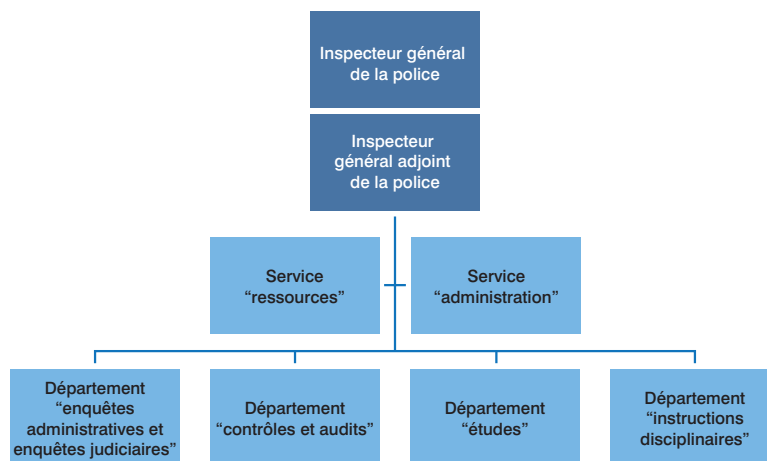 Inspecteur général
de la police
Inspecteur
général adjoint
de la police
Service
“ressources”
Service
“administration”
Département
“enquêtes
administratives et
enquêtes judiciaires”
Département
“contrôles et audits”
Département
“études”
Département
“instructions
disciplinaires”